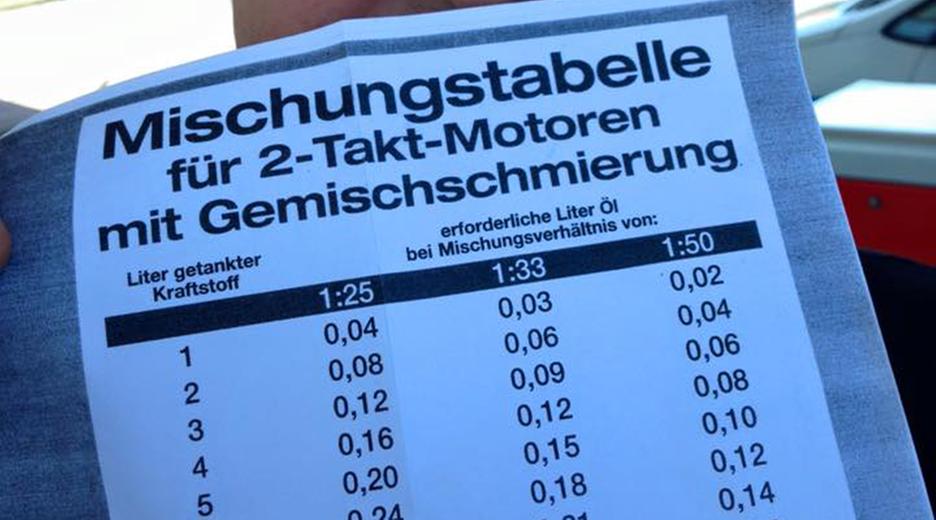 Mischungstabelle
für 2-Takt-Motoren
mit Gemischschmierung
erforderliche Liter Öl
bei Mischungsverhältnis von:
Liter getankter
Kraftstoff
1:25 1:33 1:50
1 0,04 0,03 0,02
2 0,08 0,06 0,04
3 0,12 0,09 0,06
4 0,16 0,12 0,08
5 0,20 0,15 0,10
0,24 0,18 0,12
0,14